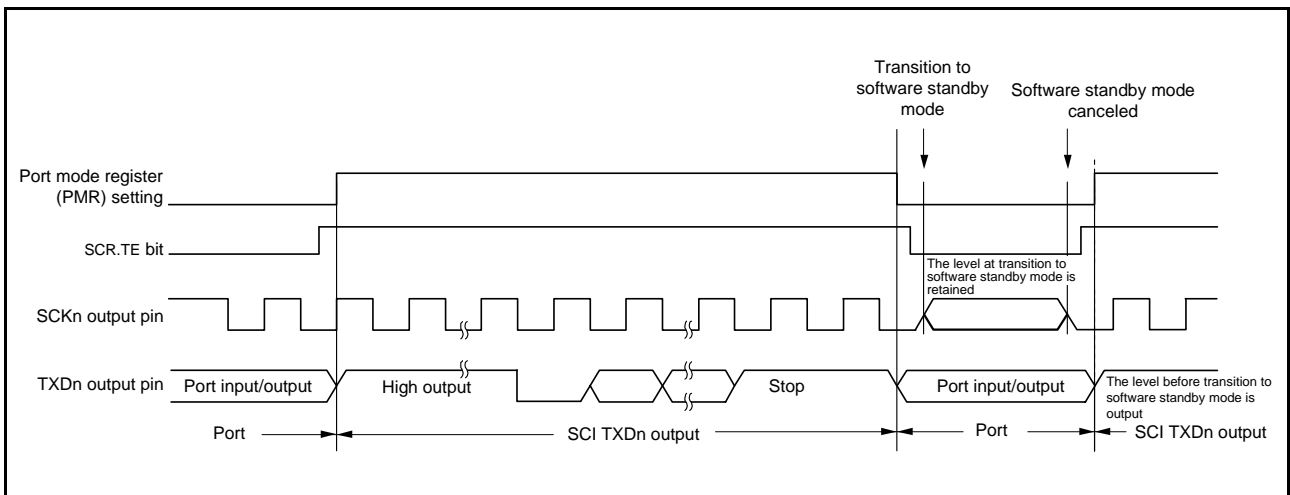 Transition to
software standby
mode
Software standby mode
canceled
Port mode register
(PMR) setting
SCR.TE bit
The level at transition to
software standby mode is
retained
SCKn output pin
TXDn output pin
Port input/output
High output
Stop
Port input/output
The level before transition to
software standby mode is
output
Port
SCI TXDn output
Port
SCI TXDn output